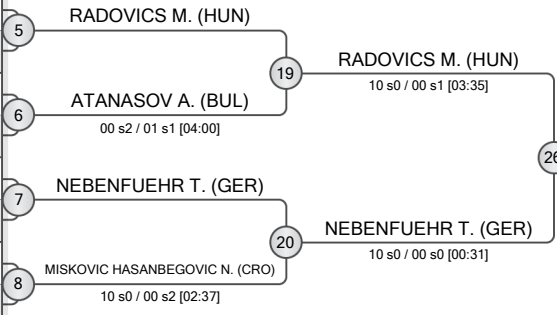 RADOVICS M. (HUN)
5
19
RADOVICS M. (HUN)
10 s0 / 00 s1 [03:35]
ATANASOV A. (BUL)
6
00 s2 / 01 s1 [04:00]
26
NEBENFUEHR T. (GER)
7
20
NEBENFUEHR T. (GER)
10 s0 / 00 s0 [00:31]
MISKOVIC HASANBEGOVIC N. (CRO)
8
10 s0 / 00 s2 [02:37]